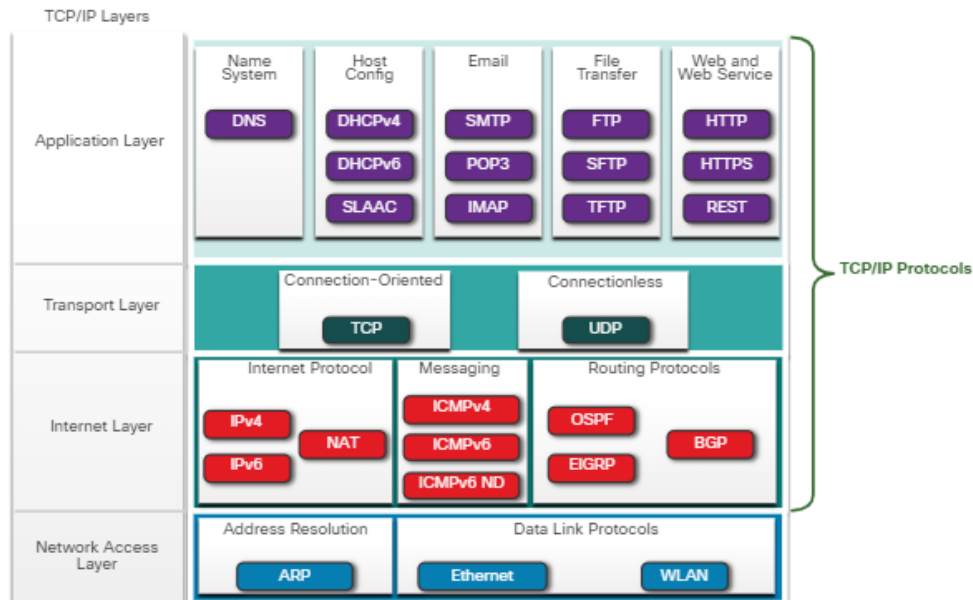 TCP/IP Layers
Application Layer
Name
System
DNS
Host
Config
DHCPv4
DHCPv6
SLAAC
Email
SMTP
POP3
IMAP
File
Transfer
FTP
SFTP
TFTP
Web and
Web Service
HTTP
HTTPS
REST
TCP/IP Protocols
Transport Layer
Connection-Oriented
TCP
Connectionless
UDP
Internet Layer
Internet Protocol
IPv4
IPv6
NAT
Messaging
ICMPv4
ICMPv6
ICMPv6 ND
Routing Protocols
OSPF
EIGRP
BGP
Network Access
Layer
Address Resolution
ARP
Data Link Protocols
Ethernet
WLAN